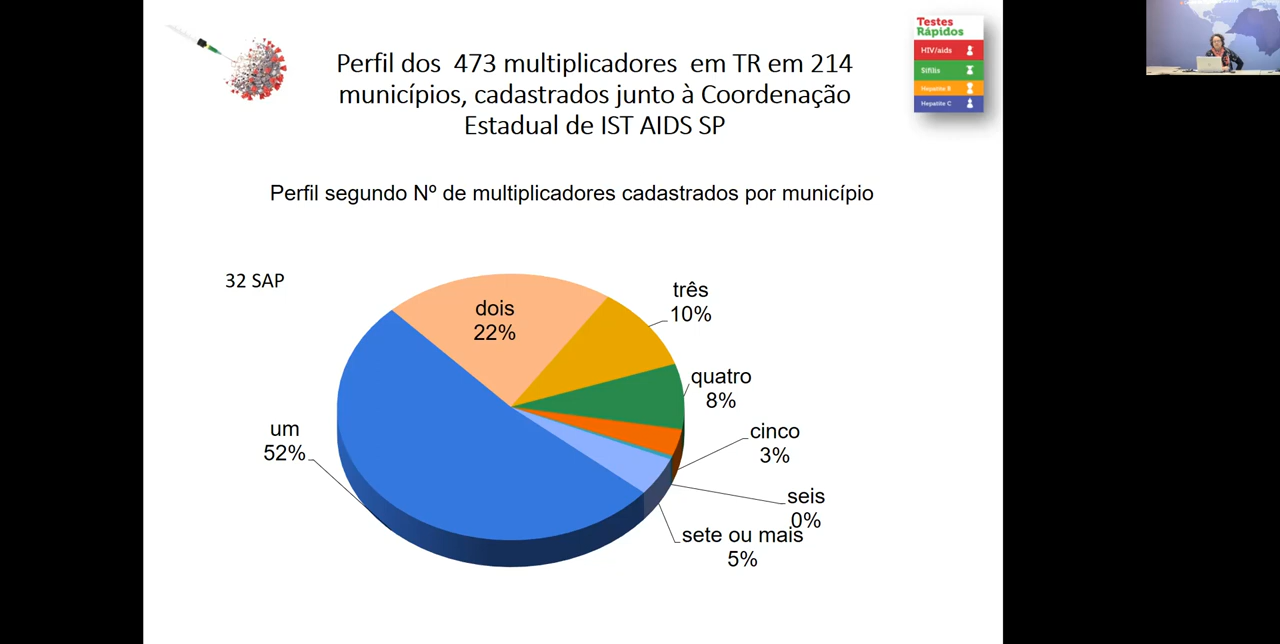 Testes
Rápidos
HIV/aids
Sífilis
Hepatite B
Hepatite C
Perfil dos 473 multiplicadores em TR em 214
municípios, cadastrados junto à Coordenação
Estadual de IST AIDS SP
Perfil segundo Nº de multiplicadores cadastrados por município
32 SAP
dois
22%
três
10%
quatro
8%
um
52%
cinco
3%
seis
0%
sete ou mais
5%